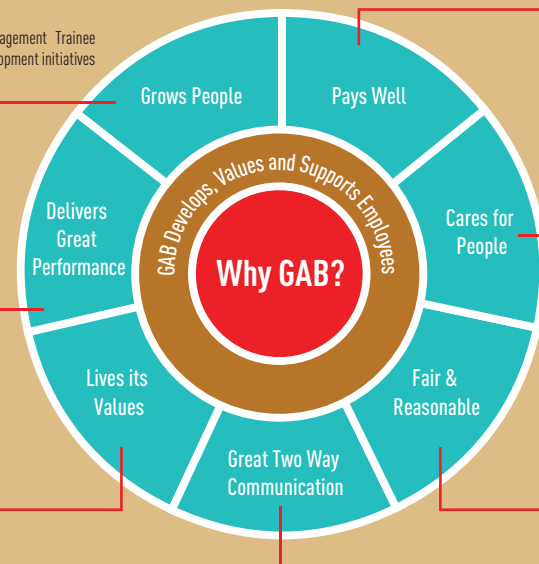 agement Trainee
opment initiatives
Grows People
Pays Well
GAB Develops, Values and Supports Employees
Delivers
Great
Performance
Cares for
People
Why GAB?
Lives its
Values
Fair &
Reasonable
Great Two Way
Communication